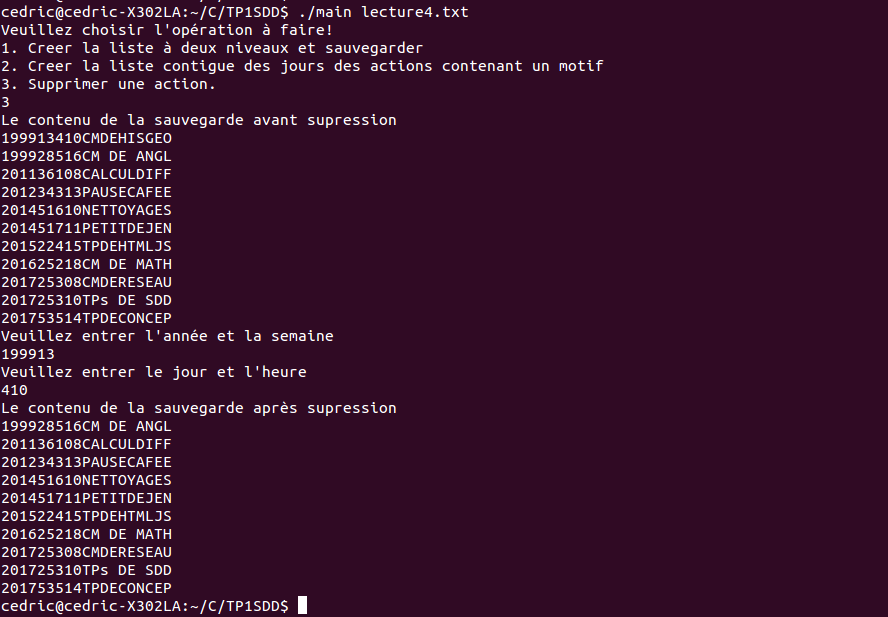 cedric@cedric-X302LA:~/C/TP1SDD$ ./main lecture4.txt
Veuillez choisir l'opération à faire!
1. Creer la liste à deux niveaux et sauvegarder
2. Creer la liste contigue des jours des actions contenant un motif
3. Supprimer une action.
3
Le contenu de la sauvegarde avant supression
199913410CMDEHISGEO
199928516CM DE ANGL
201136108CALCULDIFF
201234313PAUSECAFEE
201451610NETTOYAGES
201451711PETITDEJEN
201522415TPDEHTMLJS
201625218CM DE MATH
201725308CMDERESEAU
201725310TPs DE SDD
201753514TPDECONCEP
Veuillez entrer l'année et la semaine
199913
Veuillez entrer le jour et l'heure
410
Le contenu de la sauvegarde après supression
199928516CM DE ANGL
201136108CALCULDIFF
201234313PAUSECAFEE
201451610NETTOYAGES
201451711PETITDEJEN
201522415TPDEHTMLJS
201625218CM DE MATH
201725308CMDERESEAU
201725310TPs DE SDD
201753514TPDECONCEP
cedric@cedric-X302LA:~/C/TP1SDD$